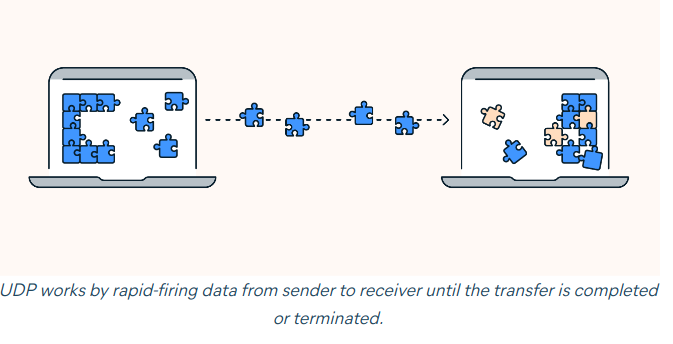 UDP works by rapid-firing data from sender to receiver until the transfer is completed
or terminated.